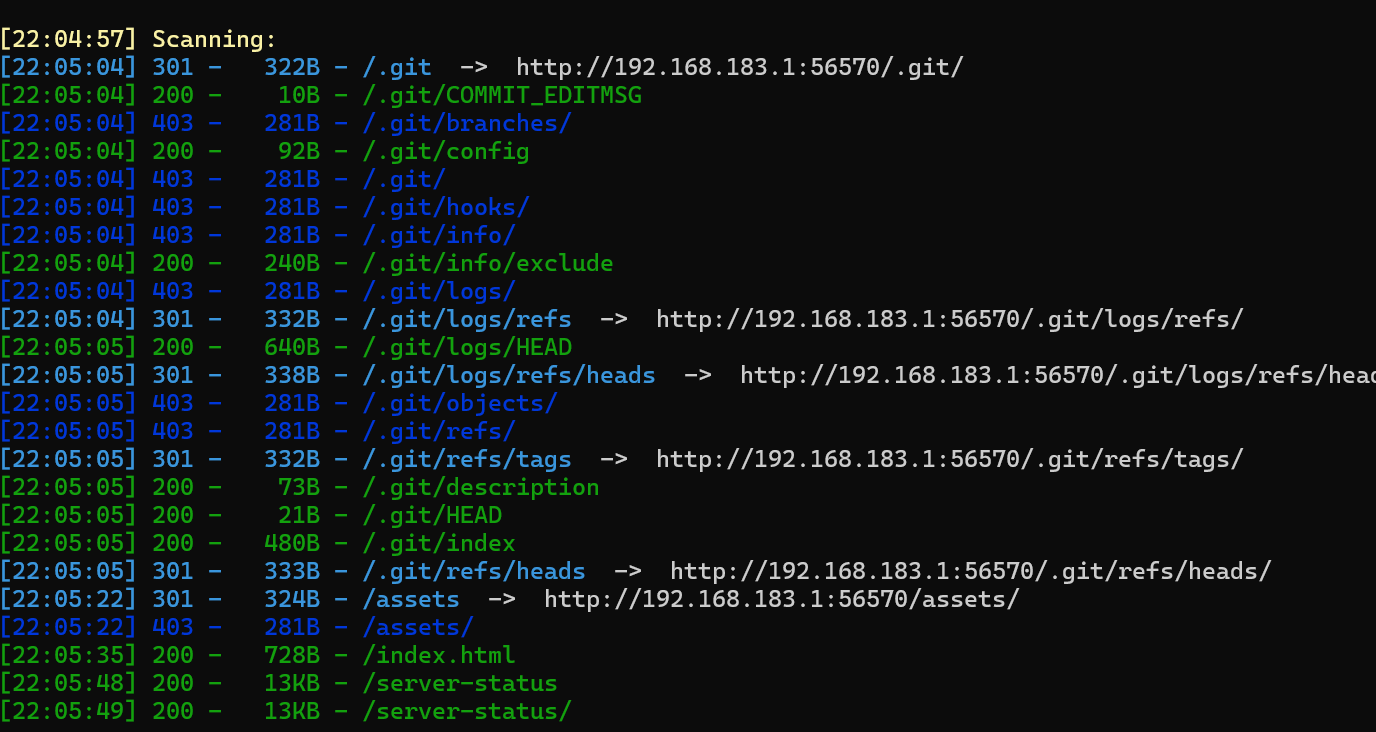 [22:04:57] Scanning:
[22:05:04] 301 -   322B - /.git  ->  http://192.168.183.1:56570/.git/
[22:05:04] 200 -    10B - /.git/COMMIT_EDITMSG
[22:05:04] 403 -   281B - /.git/branches/
[22:05:04] 200 -    92B - /.git/config
[22:05:04] 403 -   281B - /.git/
[22:05:04] 403 -   281B - /.git/hooks/
[22:05:04] 403 -   281B - /.git/info/
[22:05:04] 200 -   240B - /.git/info/exclude
[22:05:04] 403 -   281B - /.git/logs/
[22:05:04] 301 -   332B - /.git/logs/refs  ->  http://192.168.183.1:56570/.git/logs/refs/
[22:05:05] 200 -   640B - /.git/logs/HEAD
[22:05:05] 301 -   338B - /.git/logs/refs/heads  ->  http://192.168.183.1:56570/.git/logs/refs/head
[22:05:05] 403 -   281B - /.git/objects/
[22:05:05] 403 -   281B - /.git/refs/
[22:05:05] 301 -   332B - /.git/refs/tags  ->  http://192.168.183.1:56570/.git/refs/tags/
[22:05:05] 200 -    73B - /.git/description
[22:05:05] 200 -    21B - /.git/HEAD
[22:05:05] 200 -   480B - /.git/index
[22:05:05] 301 -   333B - /.git/refs/heads  ->  http://192.168.183.1:56570/.git/refs/heads/
[22:05:22] 301 -   324B - /assets  ->  http://192.168.183.1:56570/assets/
[22:05:22] 403 -   281B - /assets/
[22:05:35] 200 -   728B - /index.html
[22:05:48] 200 -   13KB - /server-status
[22:05:49] 200 -   13KB - /server-status/